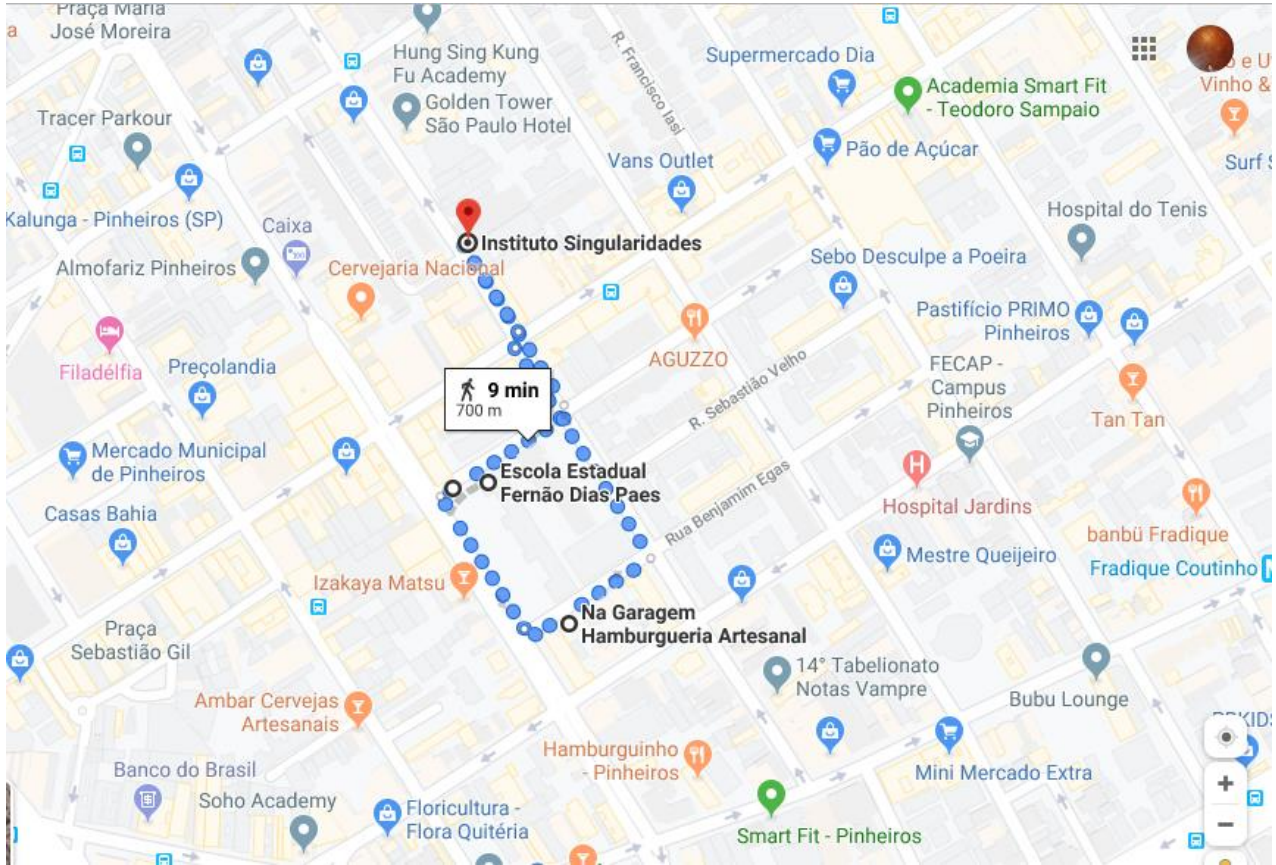 Praça Maria
José Moreira
a
Hung Sing Kung
Fu Academy
Golden Tower
São Paulo Hotel
R. Francisco Iasi
Supermercado Dia
Academia Smart Fit
- Teodoro Sampaio
Vinho &
Tracer Parkour
Vans Outlet
Pão de Açúcar
Surf S
Kalunga - Pinheiros (SP)
Caixa
Instituto Singularidades
Hospital do Tenis
Almofariz Pinheiros
Cervejaria Nacional
Sebo Desculpe a Poeira
Pastifício PRIMO
Pinheiros
Filadélfia
Preçolandia
AGUZZO
FECAP -
Campus
Pinheiros
9 min
700 m
R. Sebastião Velho
Tan Tan
Mercado Municipal
de Pinheiros
Escola Estadual
Fernão Dias Paes
Rua Benjamim Egas
Hospital Jardins
Casas Bahia
banbü Fradique
Mestre Queijeiro
Fradique Coutinho
Izakaya Matsu
Na Garagem
Hamburgueria Artesanal
Praça
Sebastião Gil
14° Tabelionato
Notas Vampre
Bubu Lounge
Ambar Cervejas
Artesanais
Hamburguinho
- Pinheiros
Mini Mercado Extra
Banco do Brasil
Soho Academy
Floricultura -
Flora Quitéria
Smart Fit - Pinheiros